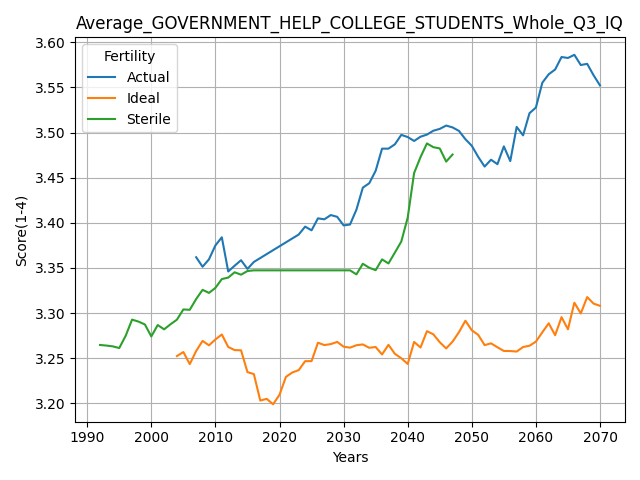 Average_GOVERNMENT_HELP_COLLEGE_STUDENTS_Whole_Q3_IQ
Fertility
Actual
Ideal
Sterile
Score(1-4)
3.60
3.55
3.50
3.45
3.40
3.35
3.30
3.25
3.20
1990 2000 2010 2020 2030 2040 2050 2060 2070
Years